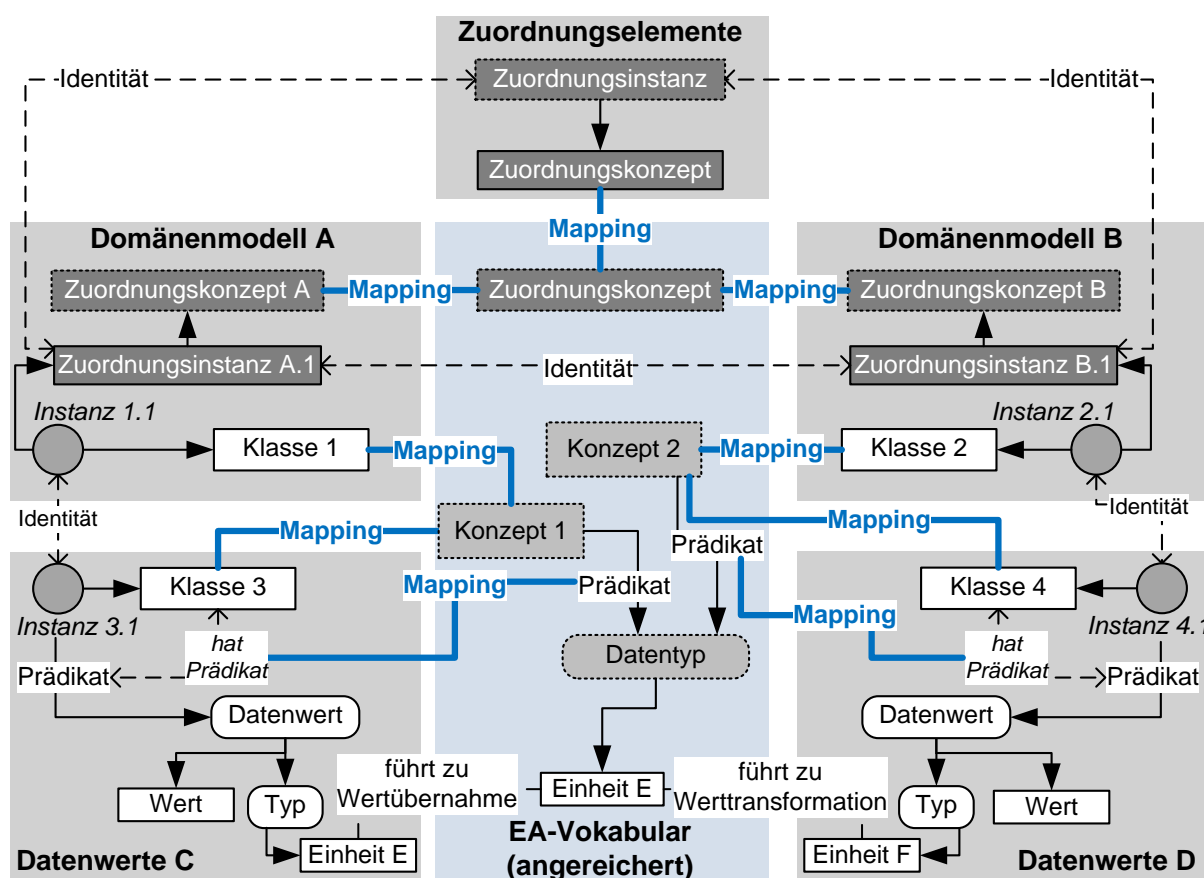 Zuordnungselemente
Identität
Zuordnungsinstanz
Identität
Zuordnungskonzept
Mapping
Domänenmodell A
Domänenmodell B
Zuordnungskonzept A
Mapping
Zuordnungskonzept
Mapping
Zuordnungskonzept B
Zuordnungsinstanz A.1
Identität
Zuordnungsinstanz B.1
Instanz 1.1
Instanz 2.1
Klasse 1
Mapping
Konzept 2
Mapping
Klasse 2
Identität
Identität
Mapping
Konzept 1
Mapping
Prädikat
Klasse 3
Mapping
Prädikat
Klasse 4
Instanz 3.1
Mapping
Instanz 4.1
hat
Prädikat
Prädikat
Datentyp
hat
Prädikat
Prädikat
Datenwert
Datenwert
führt zu
Wertübernahme
Einheit E
führt zu
Werttransformation
Wert
Typ
Typ
Wert
Einheit E
Einheit F
Datenwerte C
EA-Vokabular
(angereichert)
Datenwerte D